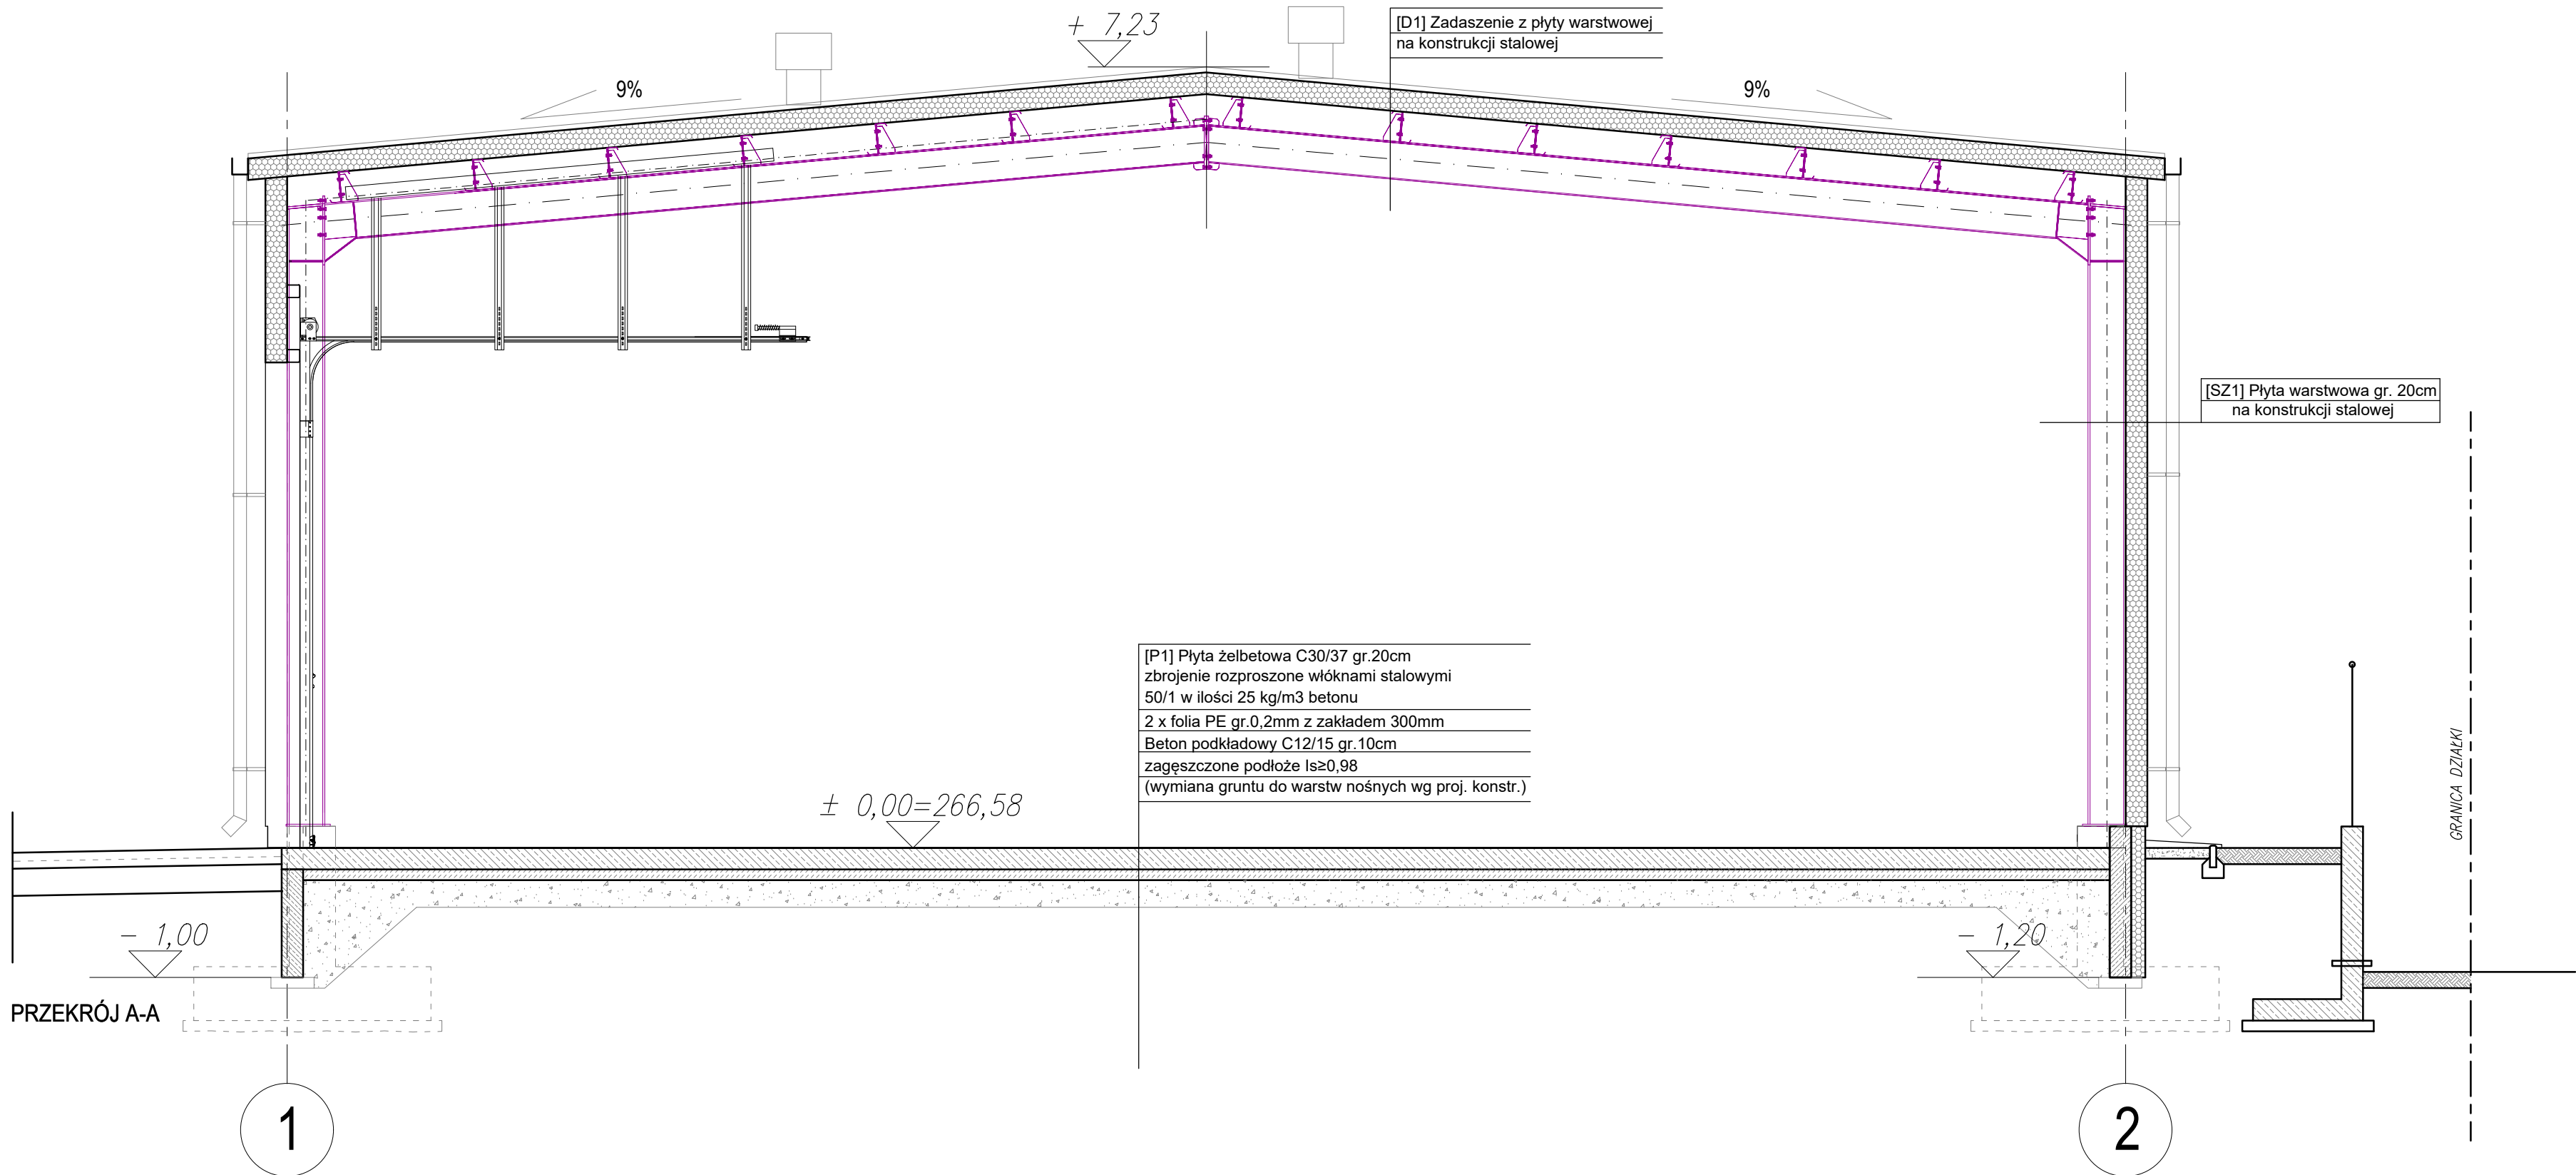 + 7,23
[D1] Zadaszenie z płyty warstwowej
na konstrukcji stalowej
9%
9%
[SZ1] Płyta warstwowa gr. 20cm
na konstrukcji stalowej
[P1] Płyta żelbetowa C30/37 gr.20cm
zbrojenie rozproszone włóknami stalowymi
50/1 w ilości 25 kg/m3 betonu
2 x folia PE gr.0,2mm z zakładem 300mm
Beton podkładowy C12/15 gr.10cm
zagęszczone podłoże Is≥0,98
(wymiana gruntu do warstw nośnych wg proj. konstr.)
± 0,00=266,58
GRANICA DZIAŁKI
- 1,00
- 1,20
PRZEKRÓJ A-A
1
2